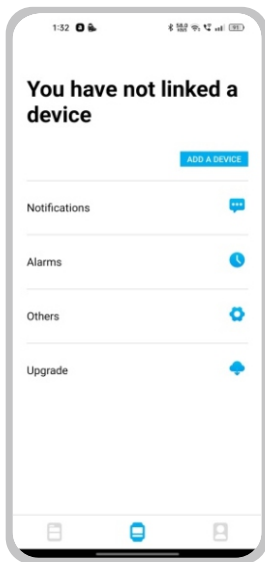 1:32
You have not linked a
device
ADD A DEVICE
Notifications
Alarms
Others
Upgrade